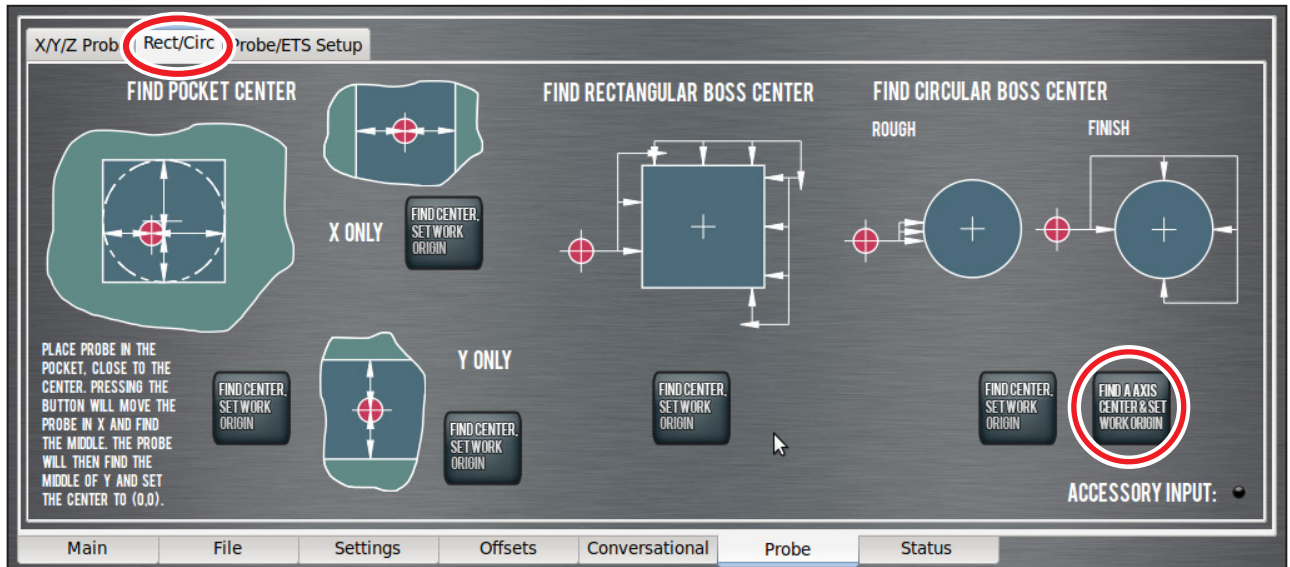 X/Y/Z Prob
Rect/Circ
Probe/ETS Setup
FIND POCKET CENTER
X ONLY
FIND CENTER,
SET WORK
ORIGIN
PLACE PROBE IN THE
POCKET, CLOSE TO THE
CENTER. PRESSING THE
BUTTON WILL MOVE THE
PROBE IN X AND FIND
THE MIDDLE. THE PROBE
WILL THEN FIND THE
MIDDLE OF Y AND SET
THE CENTER TO (0,0).
FIND CENTER,
SET WORK
ORIGIN
Y ONLY
FIND CENTER,
SET WORK
ORIGIN
FIND RECTANGULAR BOSS CENTER
FIND CENTER,
SET WORK
ORIGIN
FIND CIRCULAR BOSS CENTER
ROUGH
FINISH
FIND CENTER,
SET WORK
ORIGIN
FIND A AXIS
CENTER & SET
WORK ORIGIN
ACCESSORY INPUT:
Main
File
Settings
Offsets
Conversational
Probe
Status